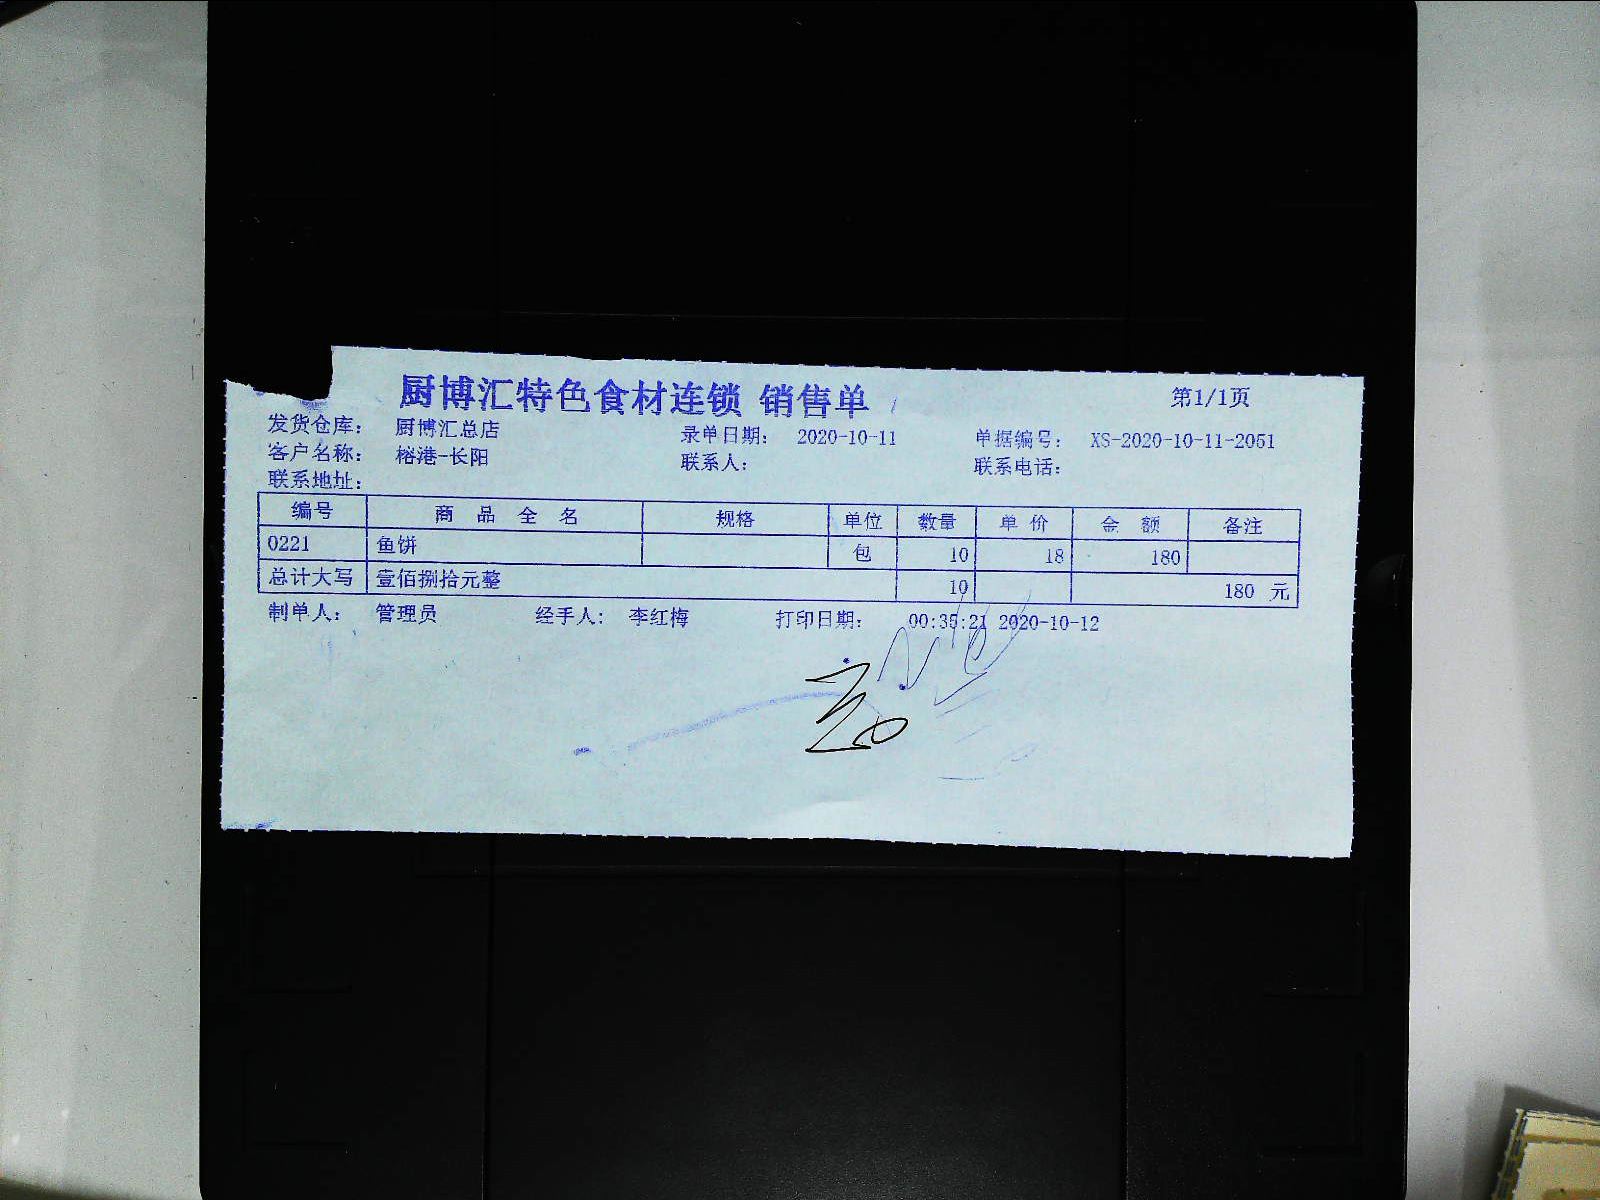 厨博汇特色食材连锁 销售单 第1/1页
发货仓库： 厨博汇总店 录单日期： 2020-10-11 单据编号： XS-2020-10-11-2051
客户名称： 榕港-长阳 联系人： 联系电话：
联系地址：
编号 商品全名 规格 单位 数量 单价 金额 备注
0221 鱼饼 包 10 18 180
总计大写 壹佰捌拾元整 10 180 元
制单人： 管理员 经手人： 李红梅 打印日期： 00:35:21 2020-10-12